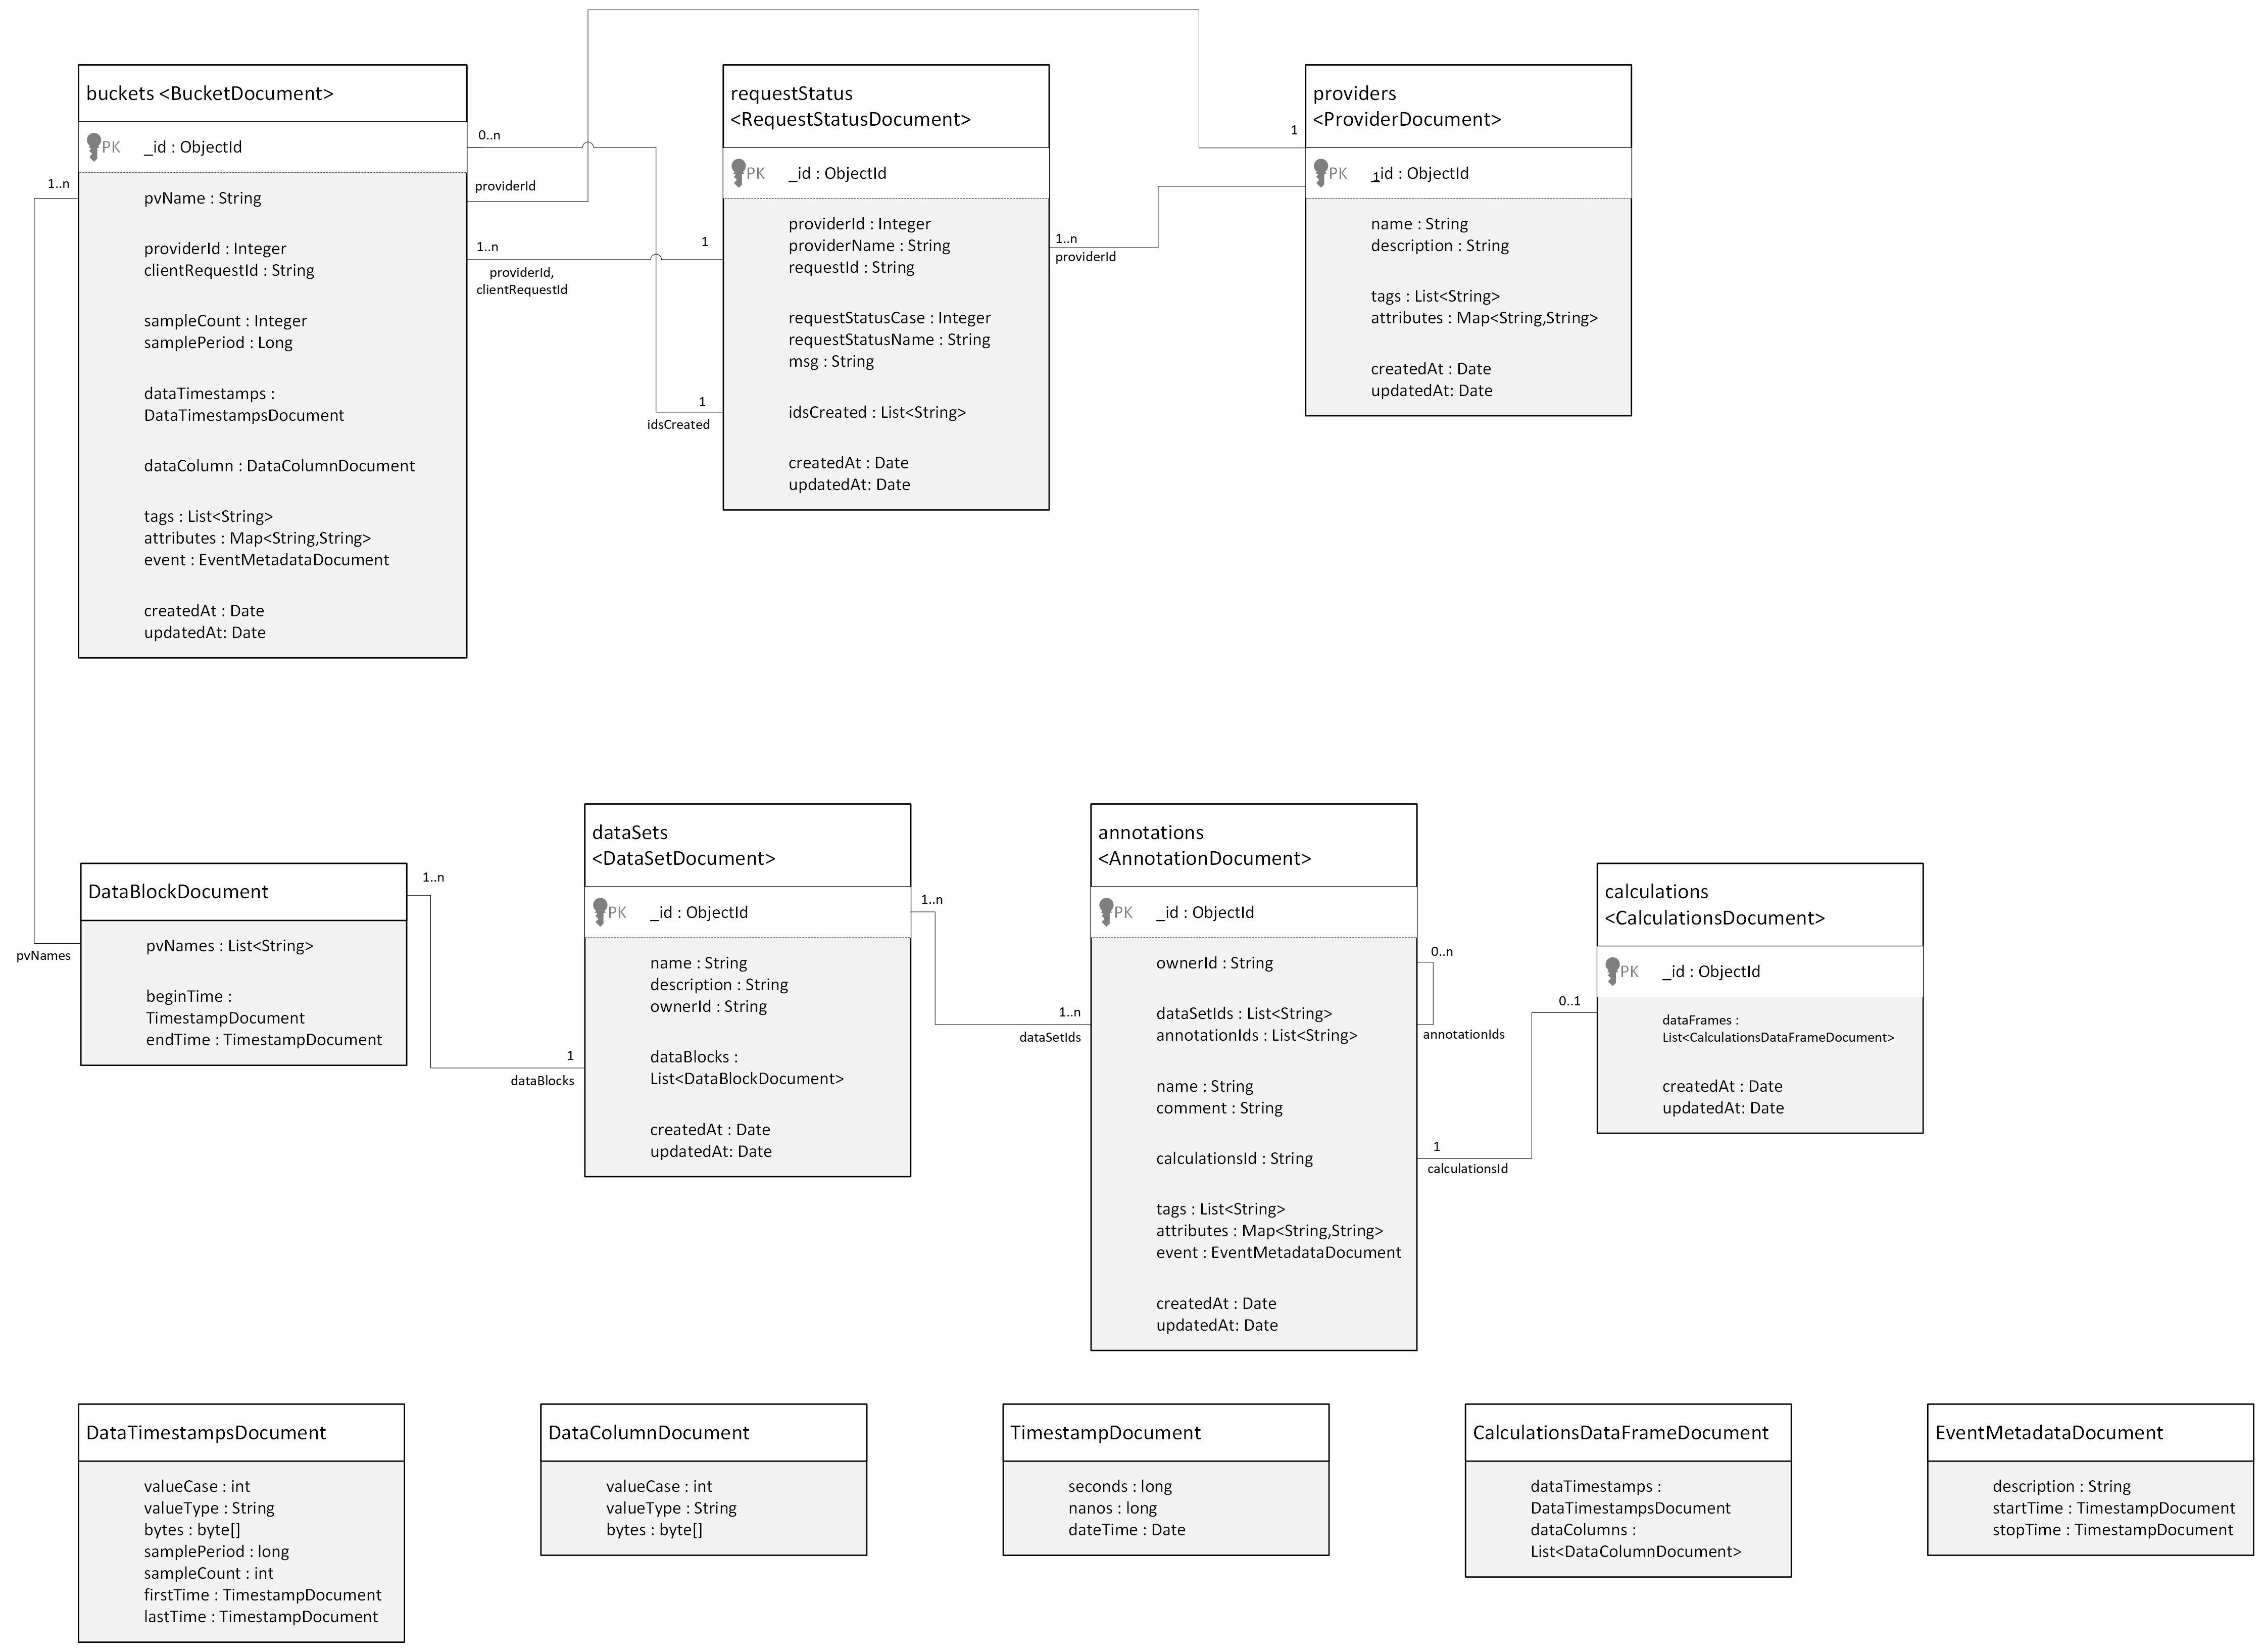 buckets <BucketDocument>
PK _id : ObjectId
pvName : String
providerId : Integer
clientRequestId : String
sampleCount : Integer
samplePeriod : Long
dataTimestamps :
DataTimestampsDocument
dataColumn : DataColumnDocument
tags : List<String>
attributes : Map<String,String>
event : EventMetadataDocument
createdAt : Date
updatedAt: Date
0..n
providerId
1..n
providerId,
clientRequestId
1..n
requestStatus
<RequestStatusDocument>
PK _id : ObjectId
providerId : Integer
providerName : String
requestId : String
requestStatusCase : Integer
requestStatusName : String
msg : String
idsCreated : List<String>
createdAt : Date
updatedAt: Date
1
1
idsCreated
1..n
providerId
1
providers
<ProviderDocument>
PK _id : ObjectId
1
name : String
description : String
tags : List<String>
attributes : Map<String,String>
createdAt : Date
updatedAt: Date
DataBlockDocument
pvNames : List<String>
beginTime :
TimestampDocument
endTime : TimestampDocument
pvNames
1..n
1
dataBlocks
dataSets
<DataSetDocument>
PK _id : ObjectId
name : String
description : String
ownerId : String
dataBlocks :
List<DataBlockDocument>
createdAt : Date
updatedAt: Date
1..n
1..n
dataSetIds
annotations
<AnnotationDocument>
PK _id : ObjectId
ownerId : String
dataSetIds : List<String>
annotationIds : List<String>
name : String
comment : String
calculationsId : String
tags : List<String>
attributes : Map<String,String>
event : EventMetadataDocument
createdAt : Date
updatedAt: Date
0..n
annotationIds
1
calculationsId
0..1
calculations
<CalculationsDocument>
PK _id : ObjectId
dataFrames :
List<CalculationsDataFrameDocument>
createdAt : Date
updatedAt: Date
DataTimestampsDocument
valueCase : int
valueType : String
bytes : byte[]
samplePeriod : long
sampleCount : int
firstTime : TimestampDocument
lastTime : TimestampDocument
DataColumnDocument
valueCase : int
valueType : String
bytes : byte[]
TimestampDocument
seconds : long
nanos : long
dateTime : Date
CalculationsDataFrameDocument
dataTimestamps :
DataTimestampsDocument
dataColumns :
List<DataColumnDocument>
EventMetadataDocument
description : String
startTime : TimestampDocument
stopTime : TimestampDocument